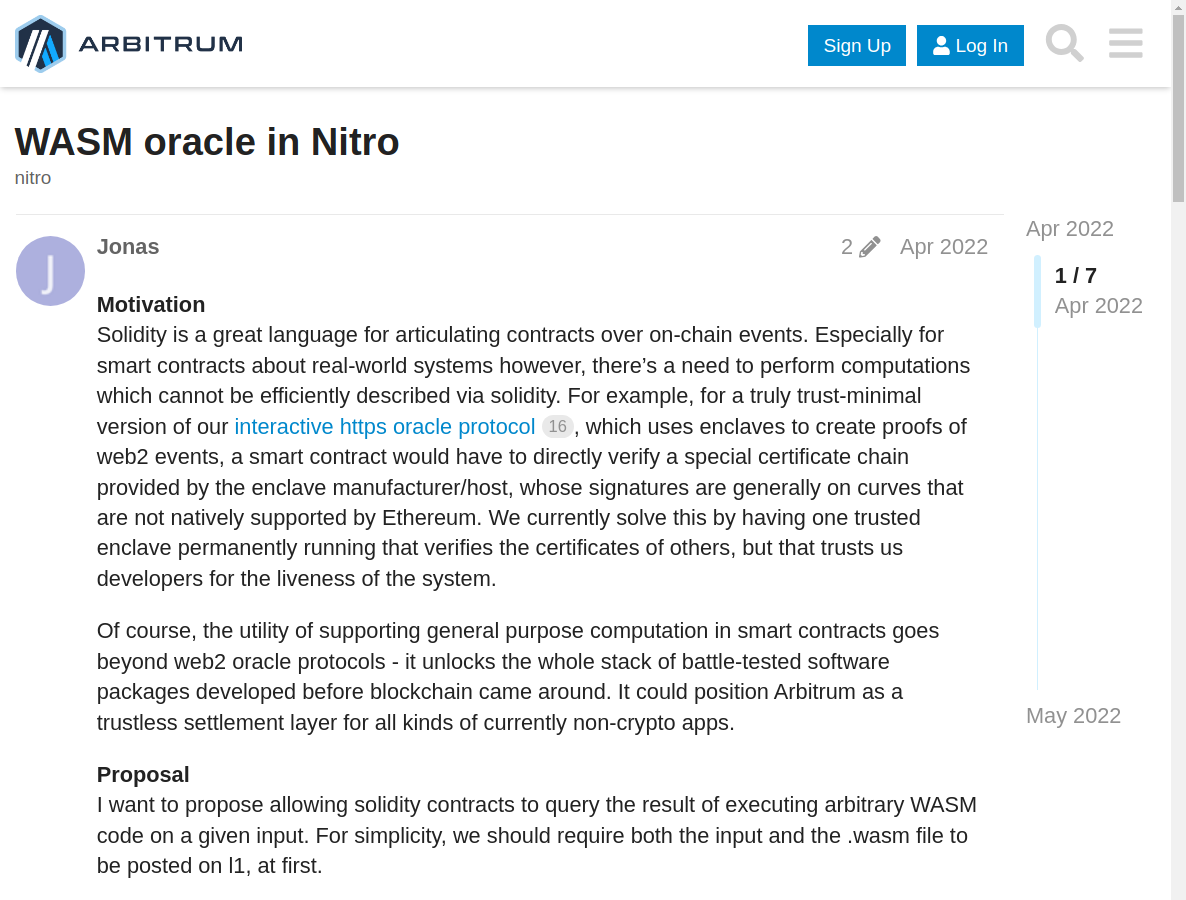 ARBITRUM
Sign Up
Log In
WASM oracle in Nitro
nitro
J
Jonas
2
Apr 2022
Motivation
Solidity is a great language for articulating contracts over on-chain events. Especially for
smart contracts about real-world systems however, there’s a need to perform computations
which cannot be efficiently described via solidity. For example, for a truly trust-minimal
version of our interactive https oracle protocol 16, which uses enclaves to create proofs of
web2 events, a smart contract would have to directly verify a special certificate chain
provided by the enclave manufacturer/host, whose signatures are generally on curves that
are not natively supported by Ethereum. We currently solve this by having one trusted
enclave permanently running that verifies the certificates of others, but that trusts us
developers for the liveness of the system.
Of course, the utility of supporting general purpose computation in smart contracts goes
beyond web2 oracle protocols - it unlocks the whole stack of battle-tested software
packages developed before blockchain came around. It could position Arbitrum as a
trustless settlement layer for all kinds of currently non-crypto apps.
Proposal
I want to propose allowing solidity contracts to query the result of executing arbitrary WASM
code on a given input. For simplicity, we should require both the input and the .wasm file to
be posted on l1, at first.
Apr 2022
1 / 7
Apr 2022
May 2022